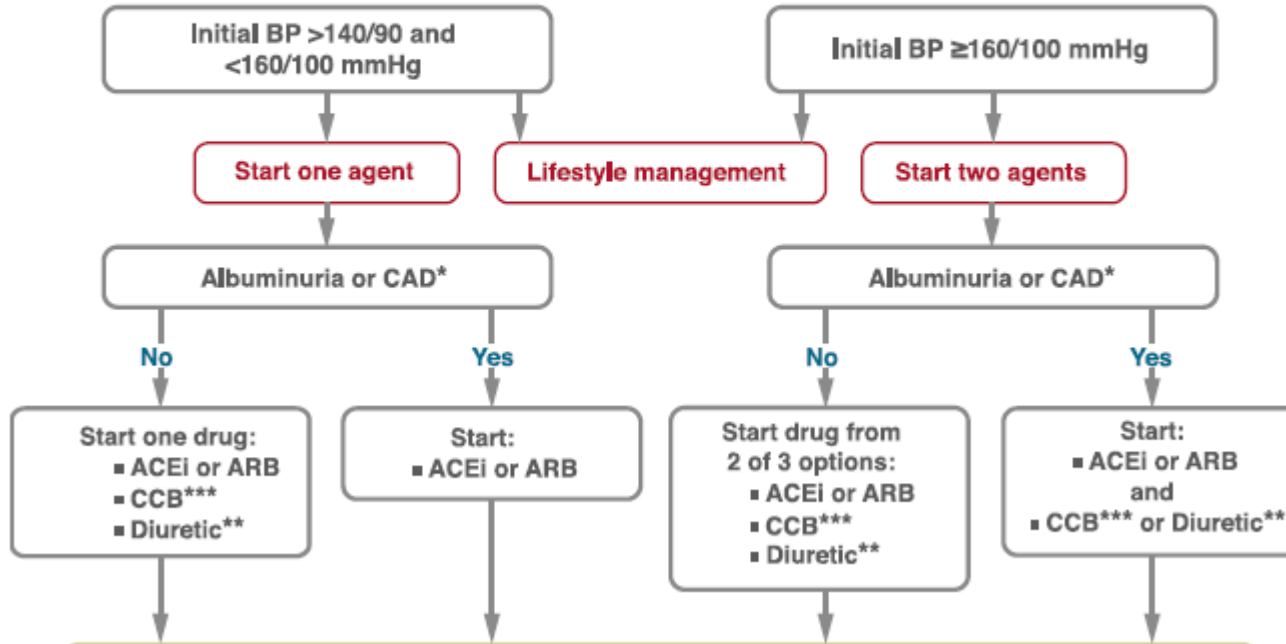 Initial BP >140/90 and
<160/100 mmHg
Initial BP ≥160/100 mmHg
Start one agent
Lifestyle management
Start two agents
Albuminuria or CAD*
Albuminuria or CAD*
No
Yes
No
Yes
Start one drug:
▪ ACEi or ARB
▪ CCB***
▪ Diuretic**
Start:
▪ ACEi or ARB
Start drug from
2 of 3 options:
▪ ACEi or ARB
▪ CCB***
▪ Diuretic**
Start:
▪ ACEi or ARB
and
▪ CCB*** or Diuretic**